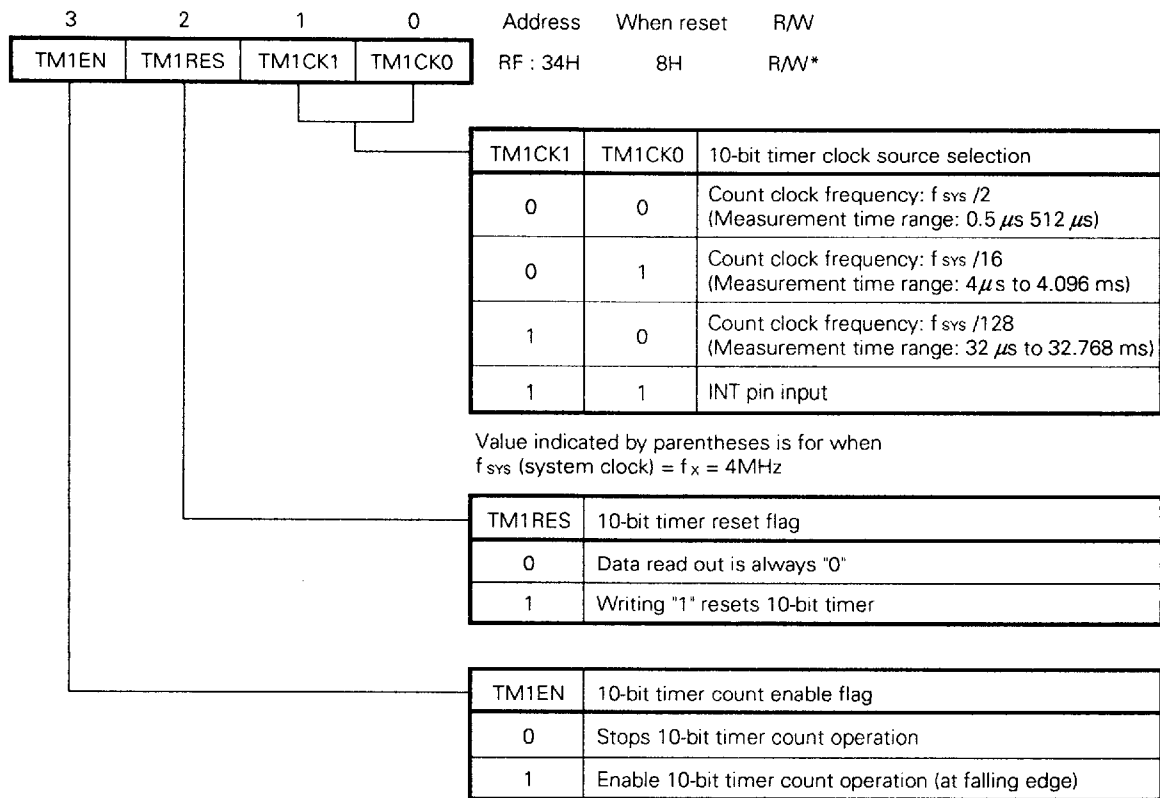 3 2 1 0 Address When reset R/W
TM1EN TM1RES TM1CK1 TM1CK0 RF : 34H 8H R/W*
TM1CK1 TM1CK0 10-bit timer clock source selection
0 0 Count clock frequency: f SYS /2
(Measurement time range: 0.5 μs 512 μs)
0 1 Count clock frequency: f SYS /16
(Measurement time range: 4μs to 4.096 ms)
1 0 Count clock frequency: f SYS /128
(Measurement time range: 32 μs to 32.768 ms)
1 1 INT pin input
Value indicated by parentheses is for when
f SYS (system clock) = f X = 4MHz
TM1RES 10-bit timer reset flag
0 Data read out is always "0"
1 Writing "1" resets 10-bit timer
TM1EN 10-bit timer count enable flag
0 Stops 10-bit timer count operation
1 Enable 10-bit timer count operation (at falling edge)